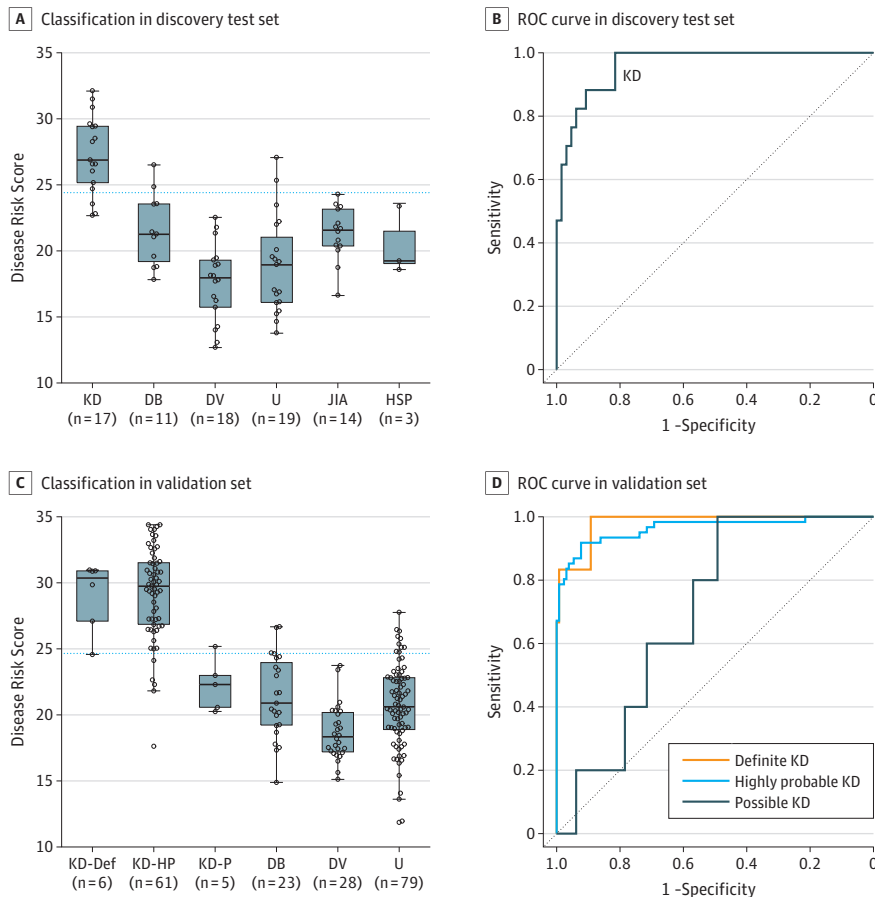 A Classification in discovery test set
35
30
25
20
15
10
Disease Risk Score
KD DB DV U JIA HSP
(n=17) (n=11) (n=18) (n=19) (n=14) (n=3)
B ROC curve in discovery test set
1.0
0.8
0.6
0.4
0.2
0
Sensitivity
KD
1.0 0.8 0.6 0.4 0.2 0
1 -Specificity
C Classification in validation set
35
30
25
20
15
10
Disease Risk Score
KD-Def KD-HP KD-P DB DV U
(n=6) (n=61) (n=5) (n=23) (n=28) (n=79)
D ROC curve in validation set
1.0
0.8
0.6
0.4
0.2
0
Sensitivity
Definite KD
Highly probable KD
Possible KD
1.0 0.8 0.6 0.4 0.2 0
1 -Specificity